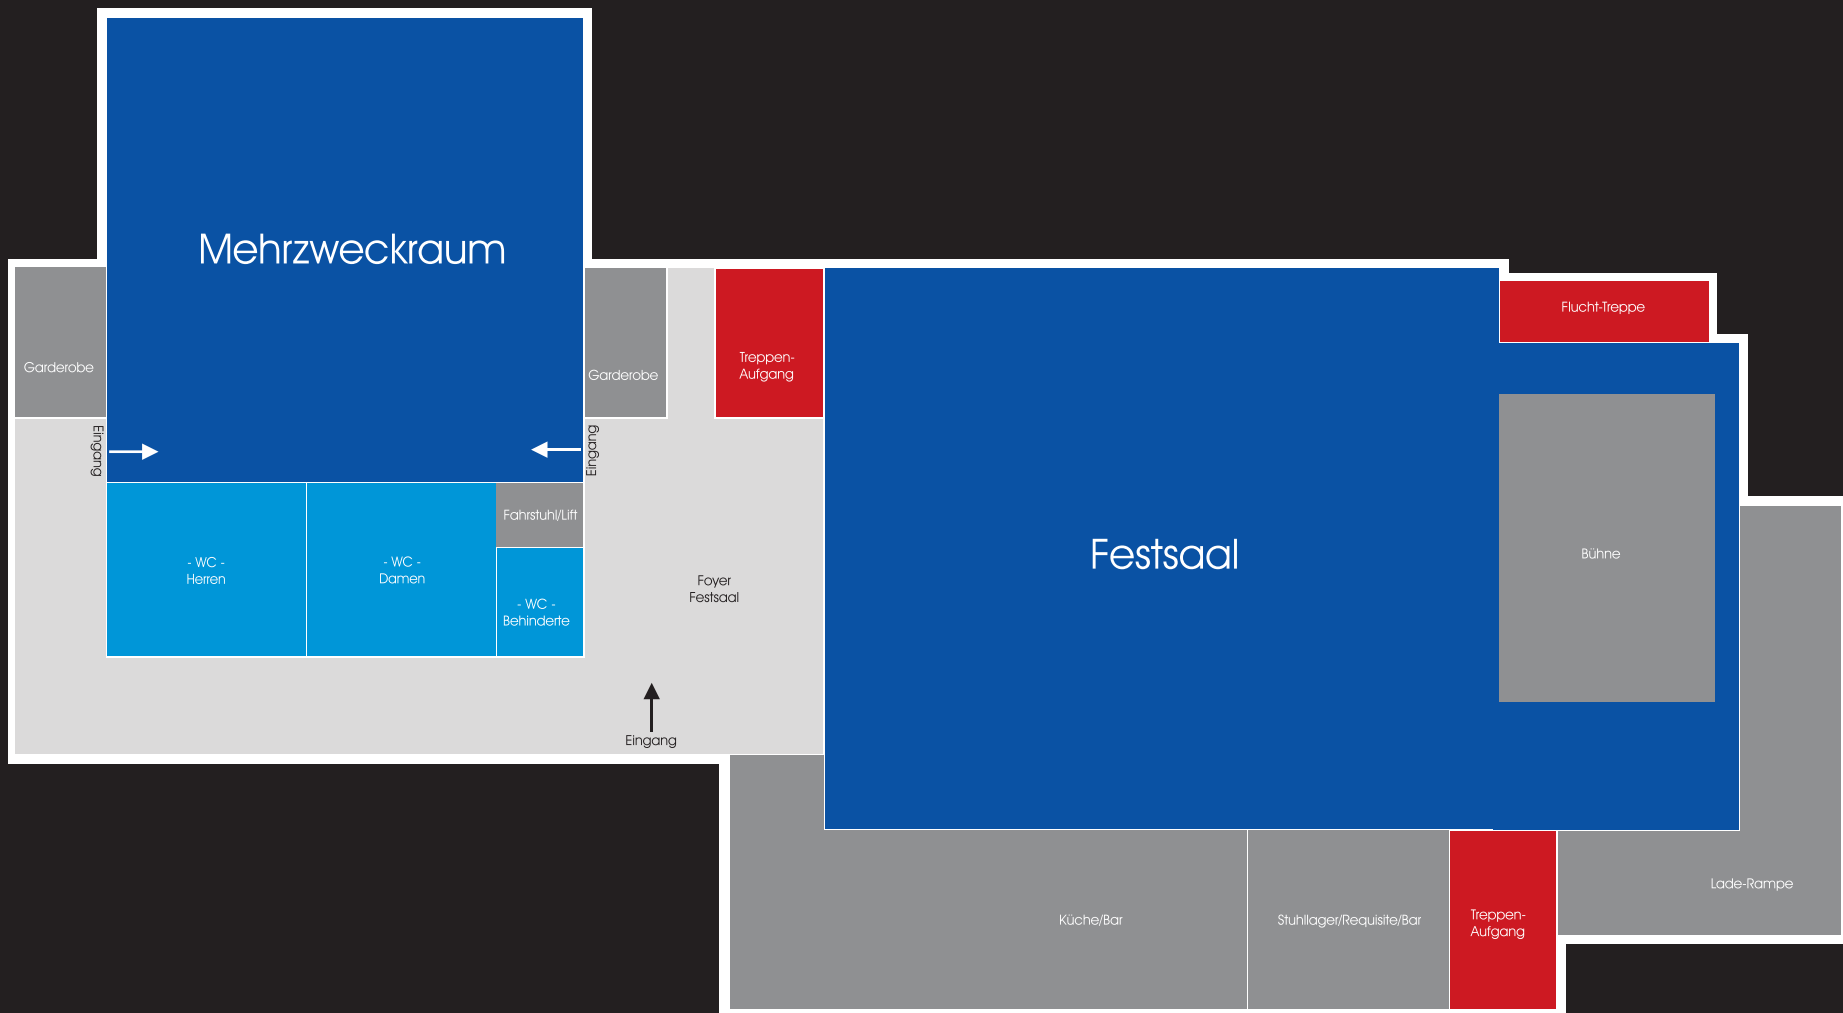 Mehrzweckraum
Flucht-Treppe
Garderobe
Garderobe
Treppen-
Aufgang
Eingang
Eingang
Fahrstuhl/Lift
- WC -
Herren
- WC -
Damen
- WC -
Behinderte
Foyer
Festsaal
Festsaal
Bühne
Eingang
Lade-Rampe
Küche/Bar
Stuhllager/Requisite/Bar
Treppen-
Aufgang